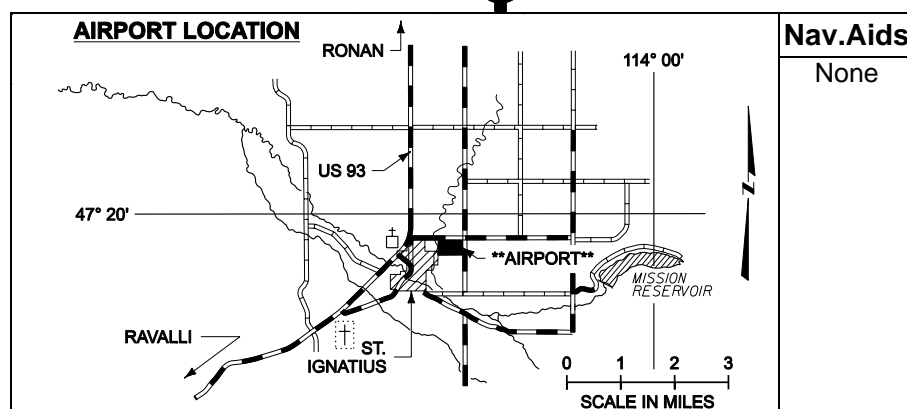 AIRPORT LOCATION
RONAN
114° 00'
Nav.Aids
None
US 93
N
47° 20'
**AIRPORT**
MISSION
RESERVOIR
RAVALLI
ST.
IGNATIUS
0 1 2 3
SCALE IN MILES